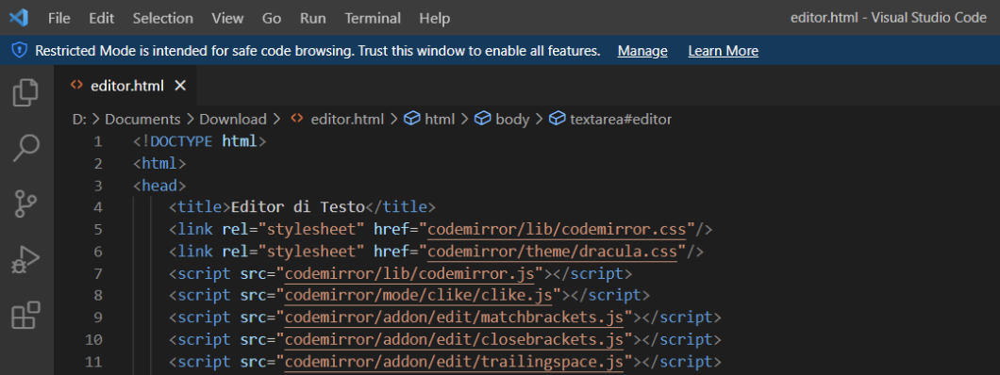 File Edit Selection View Go Run Terminal Help editor.html - Visual Studio Code
Restricted Mode is intended for safe code browsing. Trust this window to enable all features. Manage Learn More
editor.html
D: > Documents > Download > editor.html > html > body > textarea#editor
1 <!DOCTYPE html>
2 <html>
3 <head>
4 <title>Editor di Testo</title>
5 <link rel="stylesheet" href="codemirror/lib/codemirror.css"/>
6 <link rel="stylesheet" href="codemirror/theme/dracula.css"/>
7 <script src="codemirror/lib/codemirror.js"></script>
8 <script src="codemirror/mode/clike/clike.js"></script>
9 <script src="codemirror/addon/edit/matchbrackets.js"></script>
10 <script src="codemirror/addon/edit/closebrackets.js"></script>
11 <script src="codemirror/addon/edit/trailingspace.js"></script>